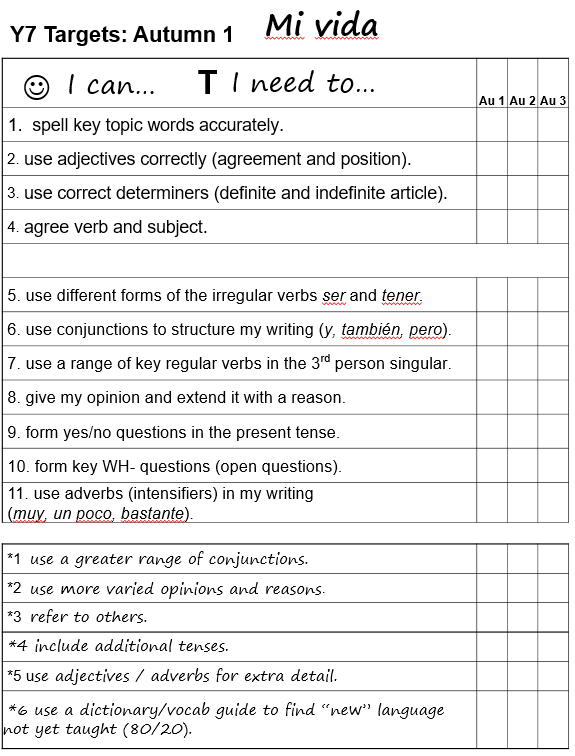 Y7 Targets: Autumn 1 Mi vida
☺ I can... T I need to...
Au 1 Au 2 Au 3
1. spell key topic words accurately.
2. use adjectives correctly (agreement and position).
3. use correct determiners (definite and indefinite article).
4. agree verb and subject.
5. use different forms of the irregular verbs ser and tener.
6. use conjunctions to structure my writing (y, también, pero).
7. use a range of key regular verbs in the 3rd person singular.
8. give my opinion and extend it with a reason.
9. form yes/no questions in the present tense.
10. form key WH- questions (open questions).
11. use adverbs (intensifiers) in my writing
(muy, un poco, bastante).
*1 use a greater range of conjunctions.
*2 use more varied opinions and reasons.
*3 refer to others.
*4 include additional tenses.
*5 use adjectives / adverbs for extra detail.
*6 use a dictionary/vocab guide to find “new” language
not yet taught (80/20).